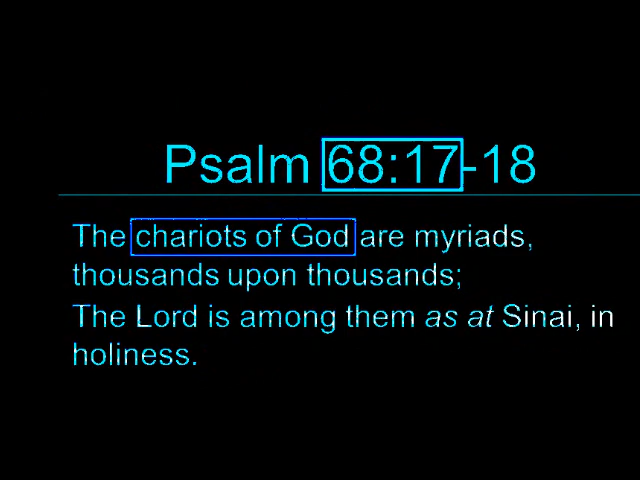 Psalm 68:17-18
The chariots of God are myriads,
thousands upon thousands;
The Lord is among them as at Sinai, in
holiness.